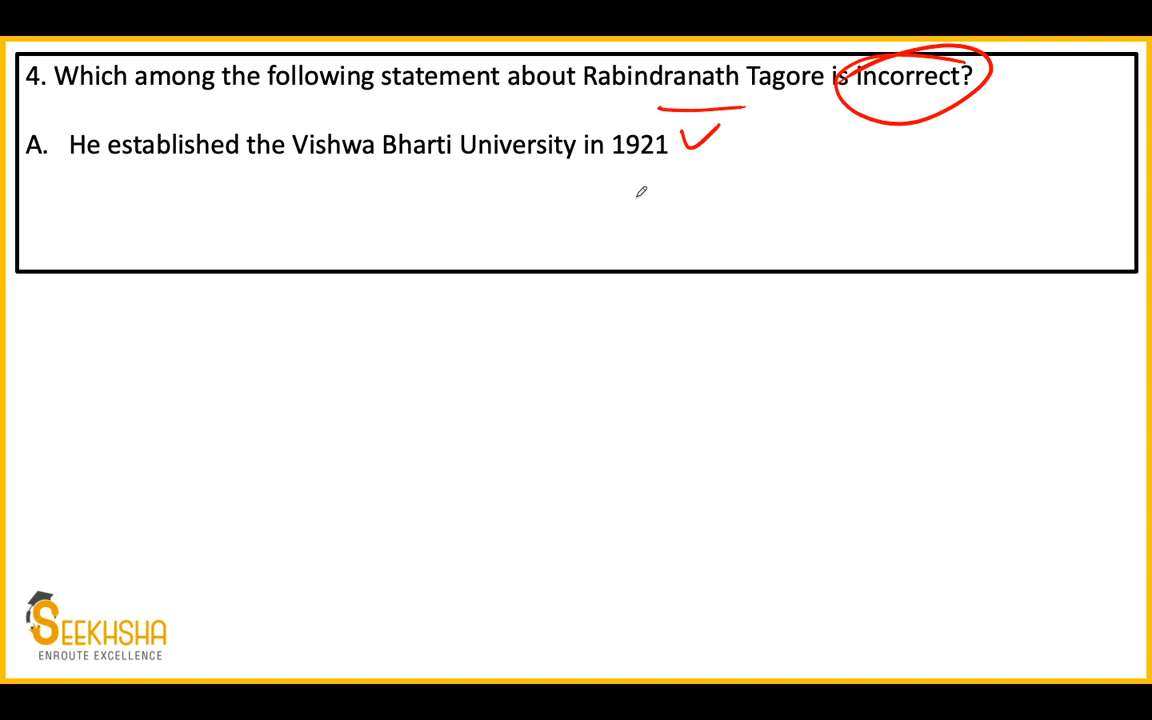 4. Which among the following statement about Rabindranath Tagore is incorrect?
A. He established the Vishwa Bharti University in 1921
SEEKHSHA
ENROUTE EXCELLENCE